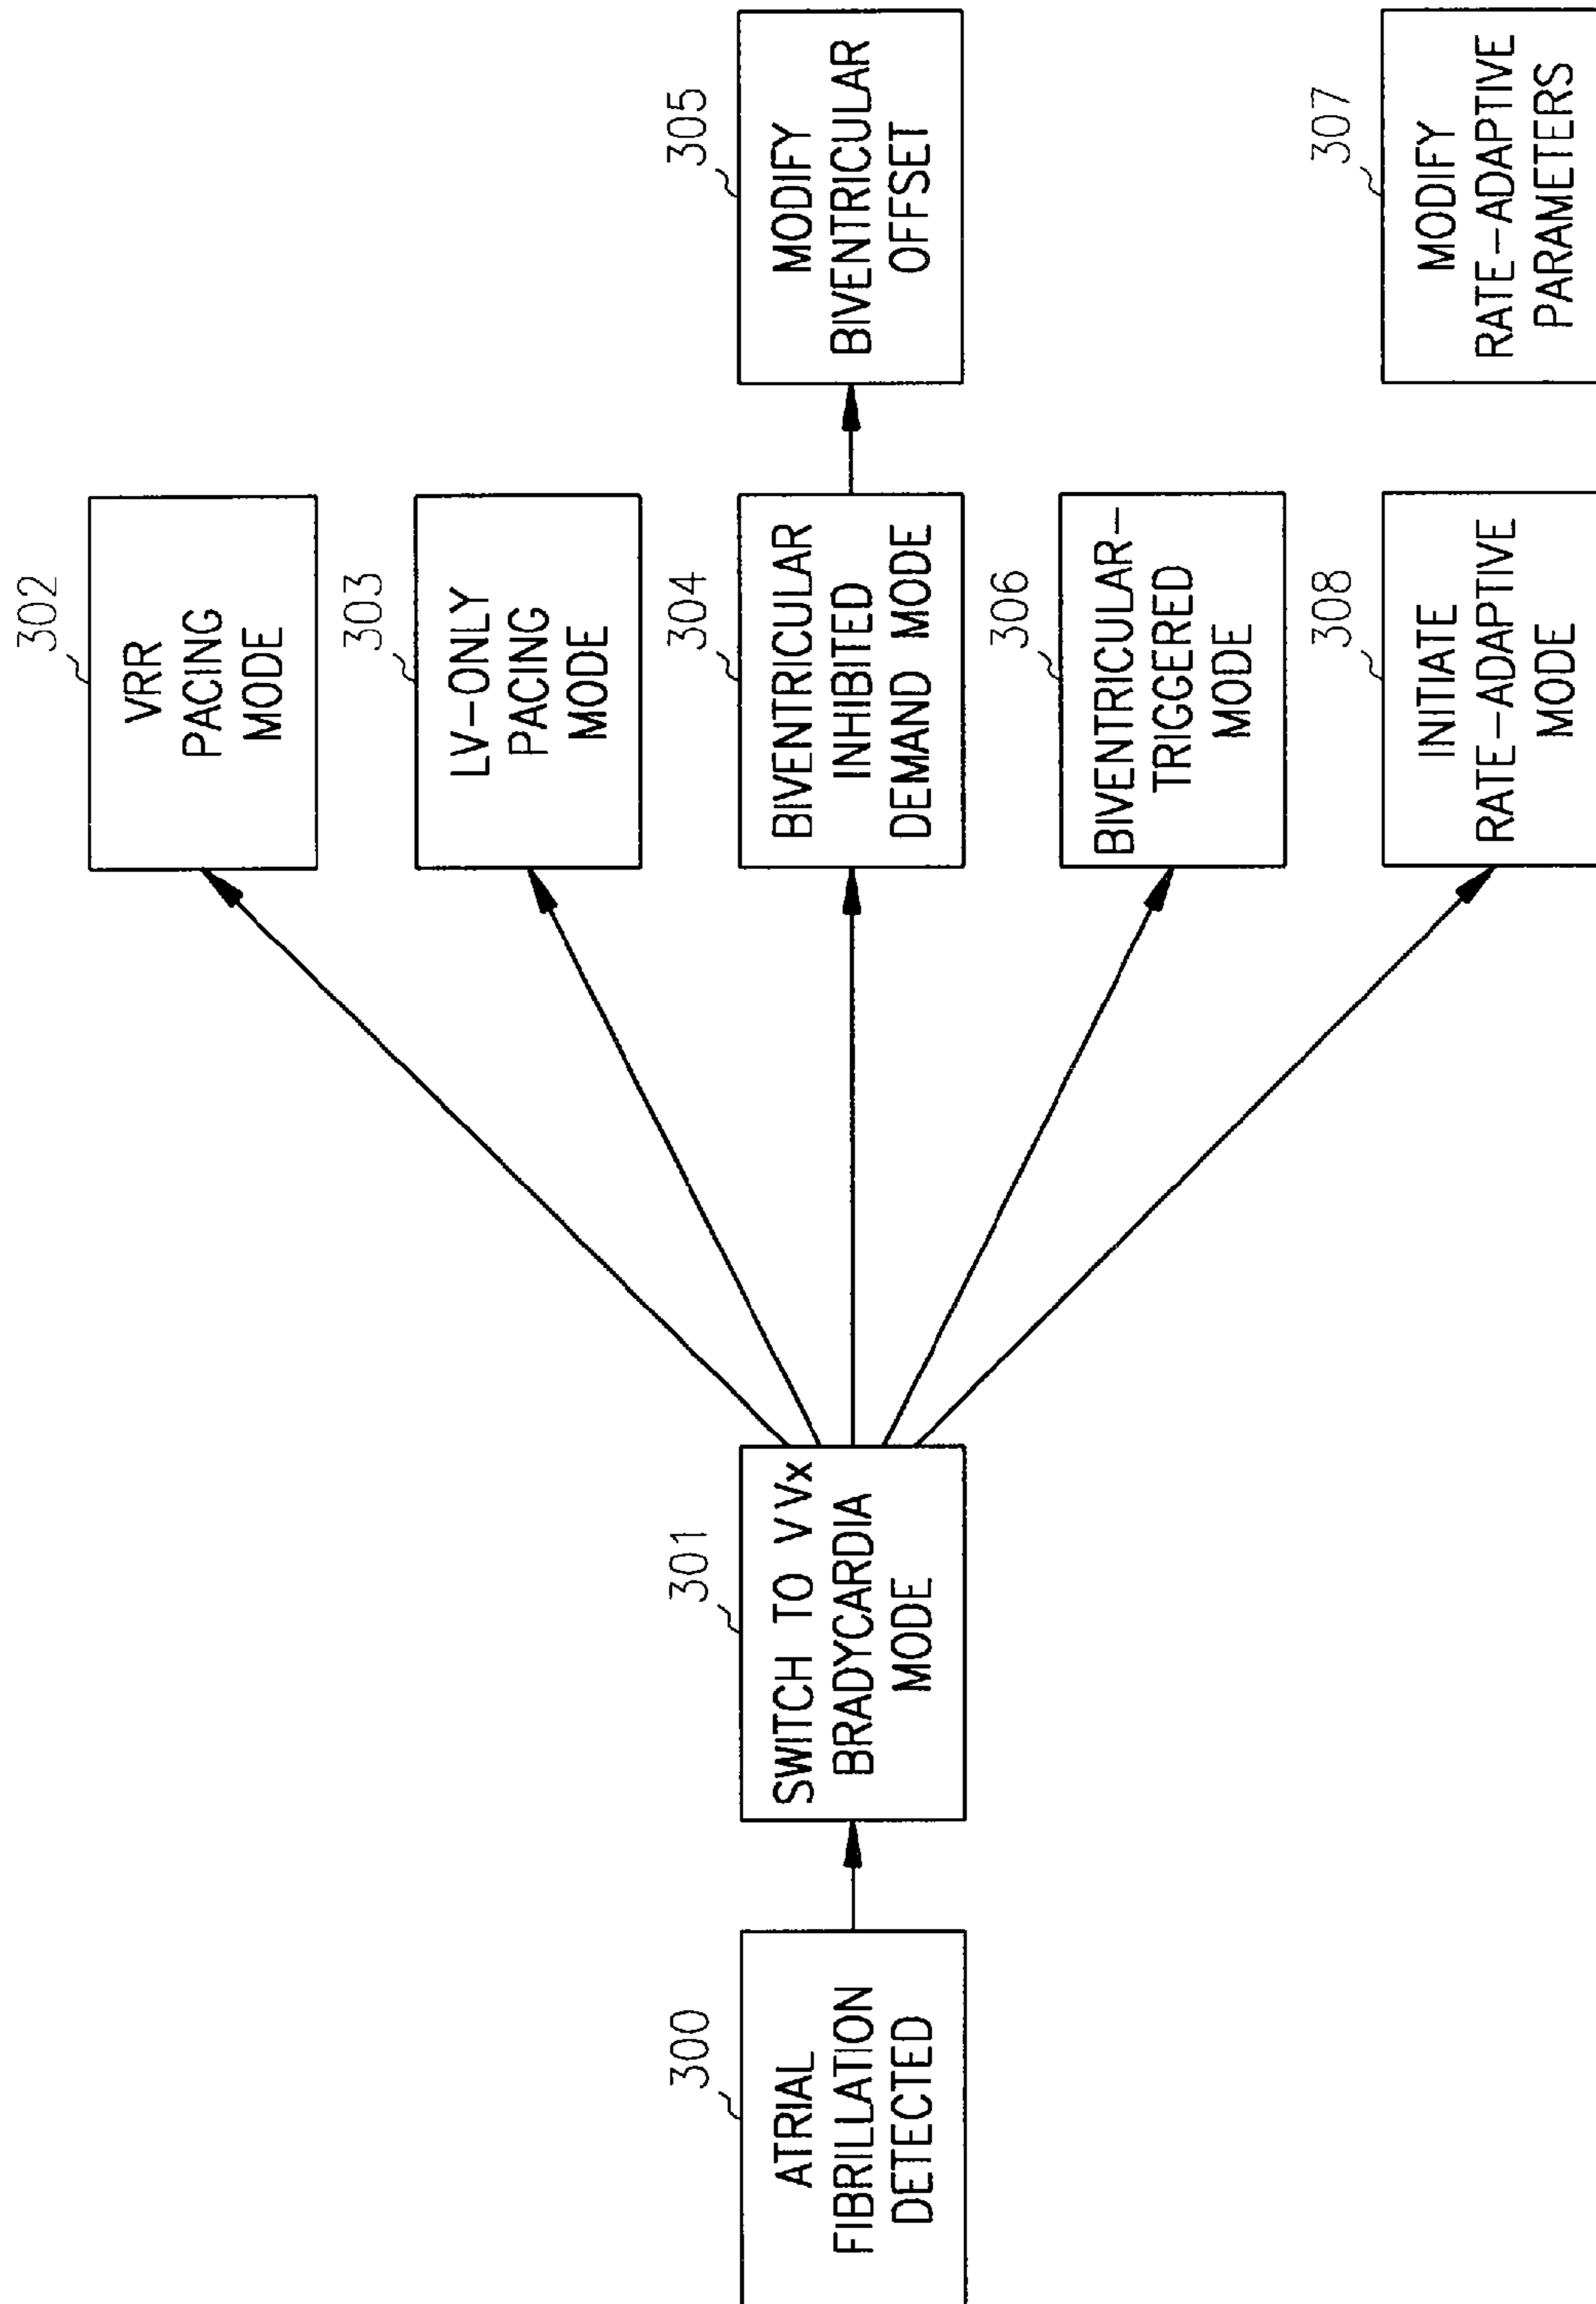 300
ATRIAL
FIBRILLATION
DETECTED
301
SWITCH TO VVx
BRADYCARDIA
MODE
302
VRR
PACING
MODE
303
LV-ONLY
PACING
MODE
304
BIVENTRICULAR
INHIBITED
DEMAND MODE
305
MODIFY
BIVENTRICULAR
OFFSET
306
BIVENTRICULAR-
TRIGGERED
MODE
308
INITIATE
RATE-ADAPTIVE
MODE
307
MODIFY
RATE-ADAPTIVE
PARAMETERS